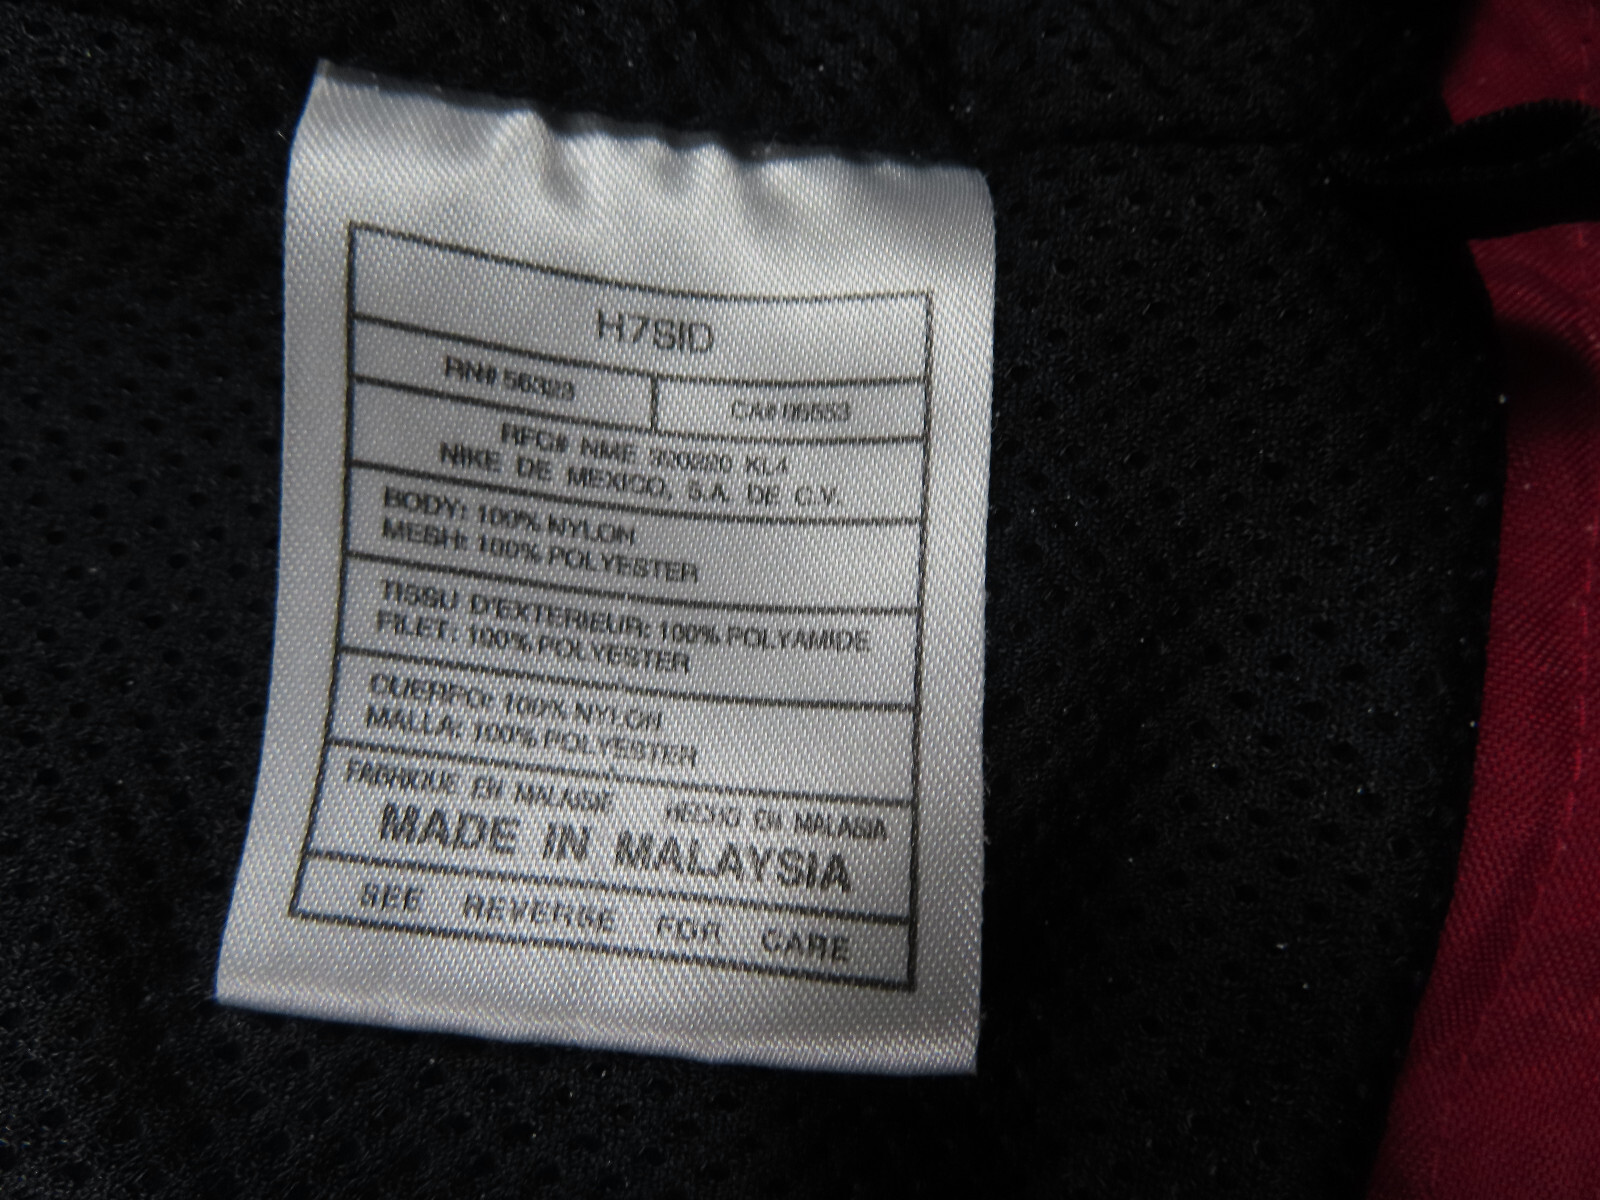 H7SID
RN# 56323
CA# 05553
RFC# NME 920220 KL4
NIKE DE MEXICO, S.A. DE C.V.
BODY: 100% NYLON
MESH: 100% POLYESTER
TISSU D'EXTERIEUR: 100% POLYAMIDE
FILET: 100% POLYESTER
CUERPO: 100% NYLON
MALLA: 100% POLYESTER
FABRIQUE EN MALAISIE HECHO EN MALASIA
MADE IN MALAYSIA
SEE REVERSE FOR CARE